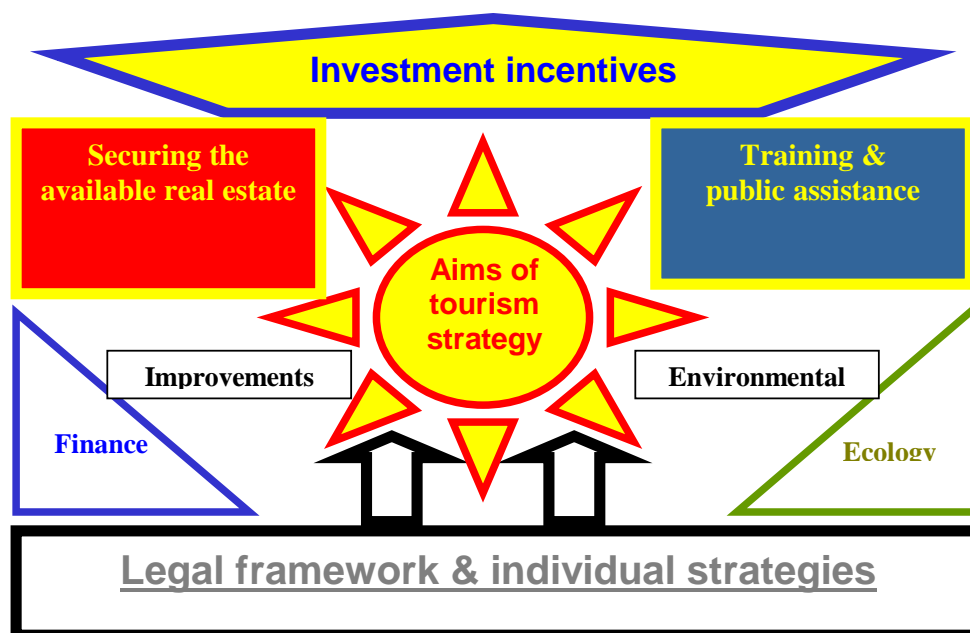 Investment incentives
Securing the
available real estate
Training &
public assistance
Aims of
tourism
strategy
Improvements
Environmental
Finance
Ecology
Legal framework & individual strategies